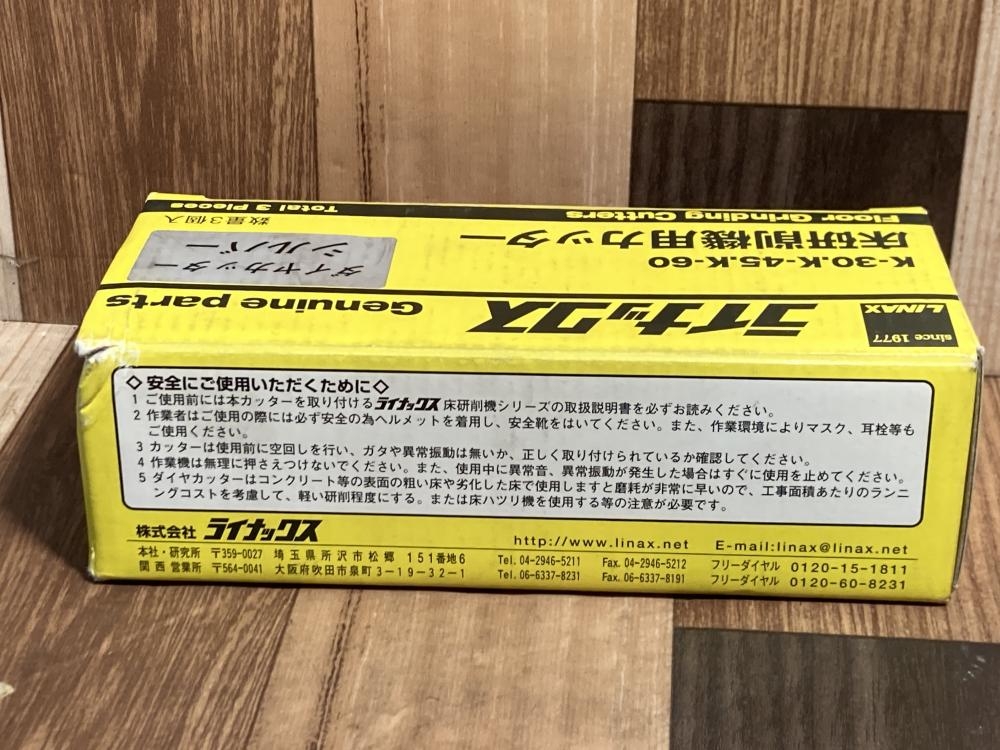 since 1977
LINAX
ライナックス
Genuine parts
K-30.K-45.K-60
床研削機用カッター
ダイヤカッター
シルバー
数量3個入
Floor Grinding Cutters
Total 3 Pieces
◇ 安全にご使用いただくために◇
1 ご使用前には本カッターを取り付けるライナックス床研削機シリーズの取扱説明書を必ずお読みください。
2 作業者はご使用の際には必ず安全の為ヘルメットを着用し、安全靴をはいてください。また、作業環境によりマスク、耳栓等も
ご使用ください。
3 カッターは使用前に空回しを行い、ガタや異常振動は無いか、正しく取り付けられているか確認してください。
4 作業機は無理に押さえつけないでください。また、使用中に異常音、異常振動が発生した場合はすぐに使用を止めてください。
5 ダイヤカッターはコンクリート等の表面の粗い床や劣化した床で使用しますと磨耗が非常に早いので、工事面積あたりのランニ
ングコストを考慮して、軽い研削程度にする。または床ハツリ機を使用する等の注意が必要です。
株式会社 ライナックス
http://www.linax.net E-mail:linax@linax.net
本社・研究所 〒359-0027 埼玉県所沢市松郷 151番地6 Tel. 04-2946-5211 Fax. 04-2946-5212 フリーダイヤル 0120-15-1811
関西営業所 〒564-0041 大阪府吹田市泉町3-19-32-1 Tel. 06-6337-8231 Fax. 06-6337-8191 フリーダイヤル 0120-60-8231